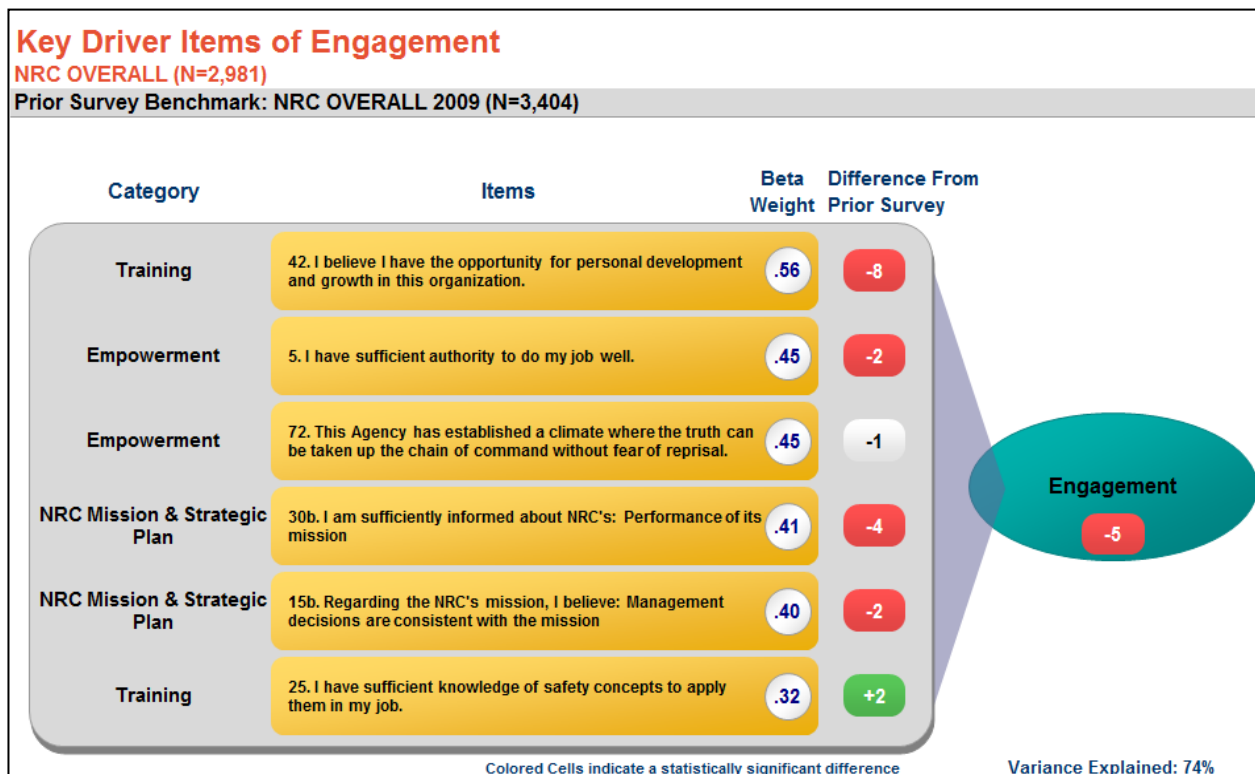 Key Driver Items of Engagement
NRC OVERALL (N=2,981)
Prior Survey Benchmark: NRC OVERALL 2009 (N=3,404)
Category
Items
Beta
Weight
Difference From
Prior Survey
Training
42. I believe I have the opportunity for personal development
and growth in this organization.
.56
-8
Empowerment
5. I have sufficient authority to do my job well.
.45
-2
Empowerment
72. This Agency has established a climate where the truth can
be taken up the chain of command without fear of reprisal.
.45
-1
NRC Mission & Strategic
Plan
30b. I am sufficiently informed about NRC's: Performance of its
mission
.41
-4
NRC Mission & Strategic
Plan
15b. Regarding the NRC's mission, I believe: Management
decisions are consistent with the mission
.40
-2
Training
25. I have sufficient knowledge of safety concepts to apply
them in my job.
.32
+2
Engagement
-5
Colored Cells indicate a statistically significant difference
Variance Explained: 74%